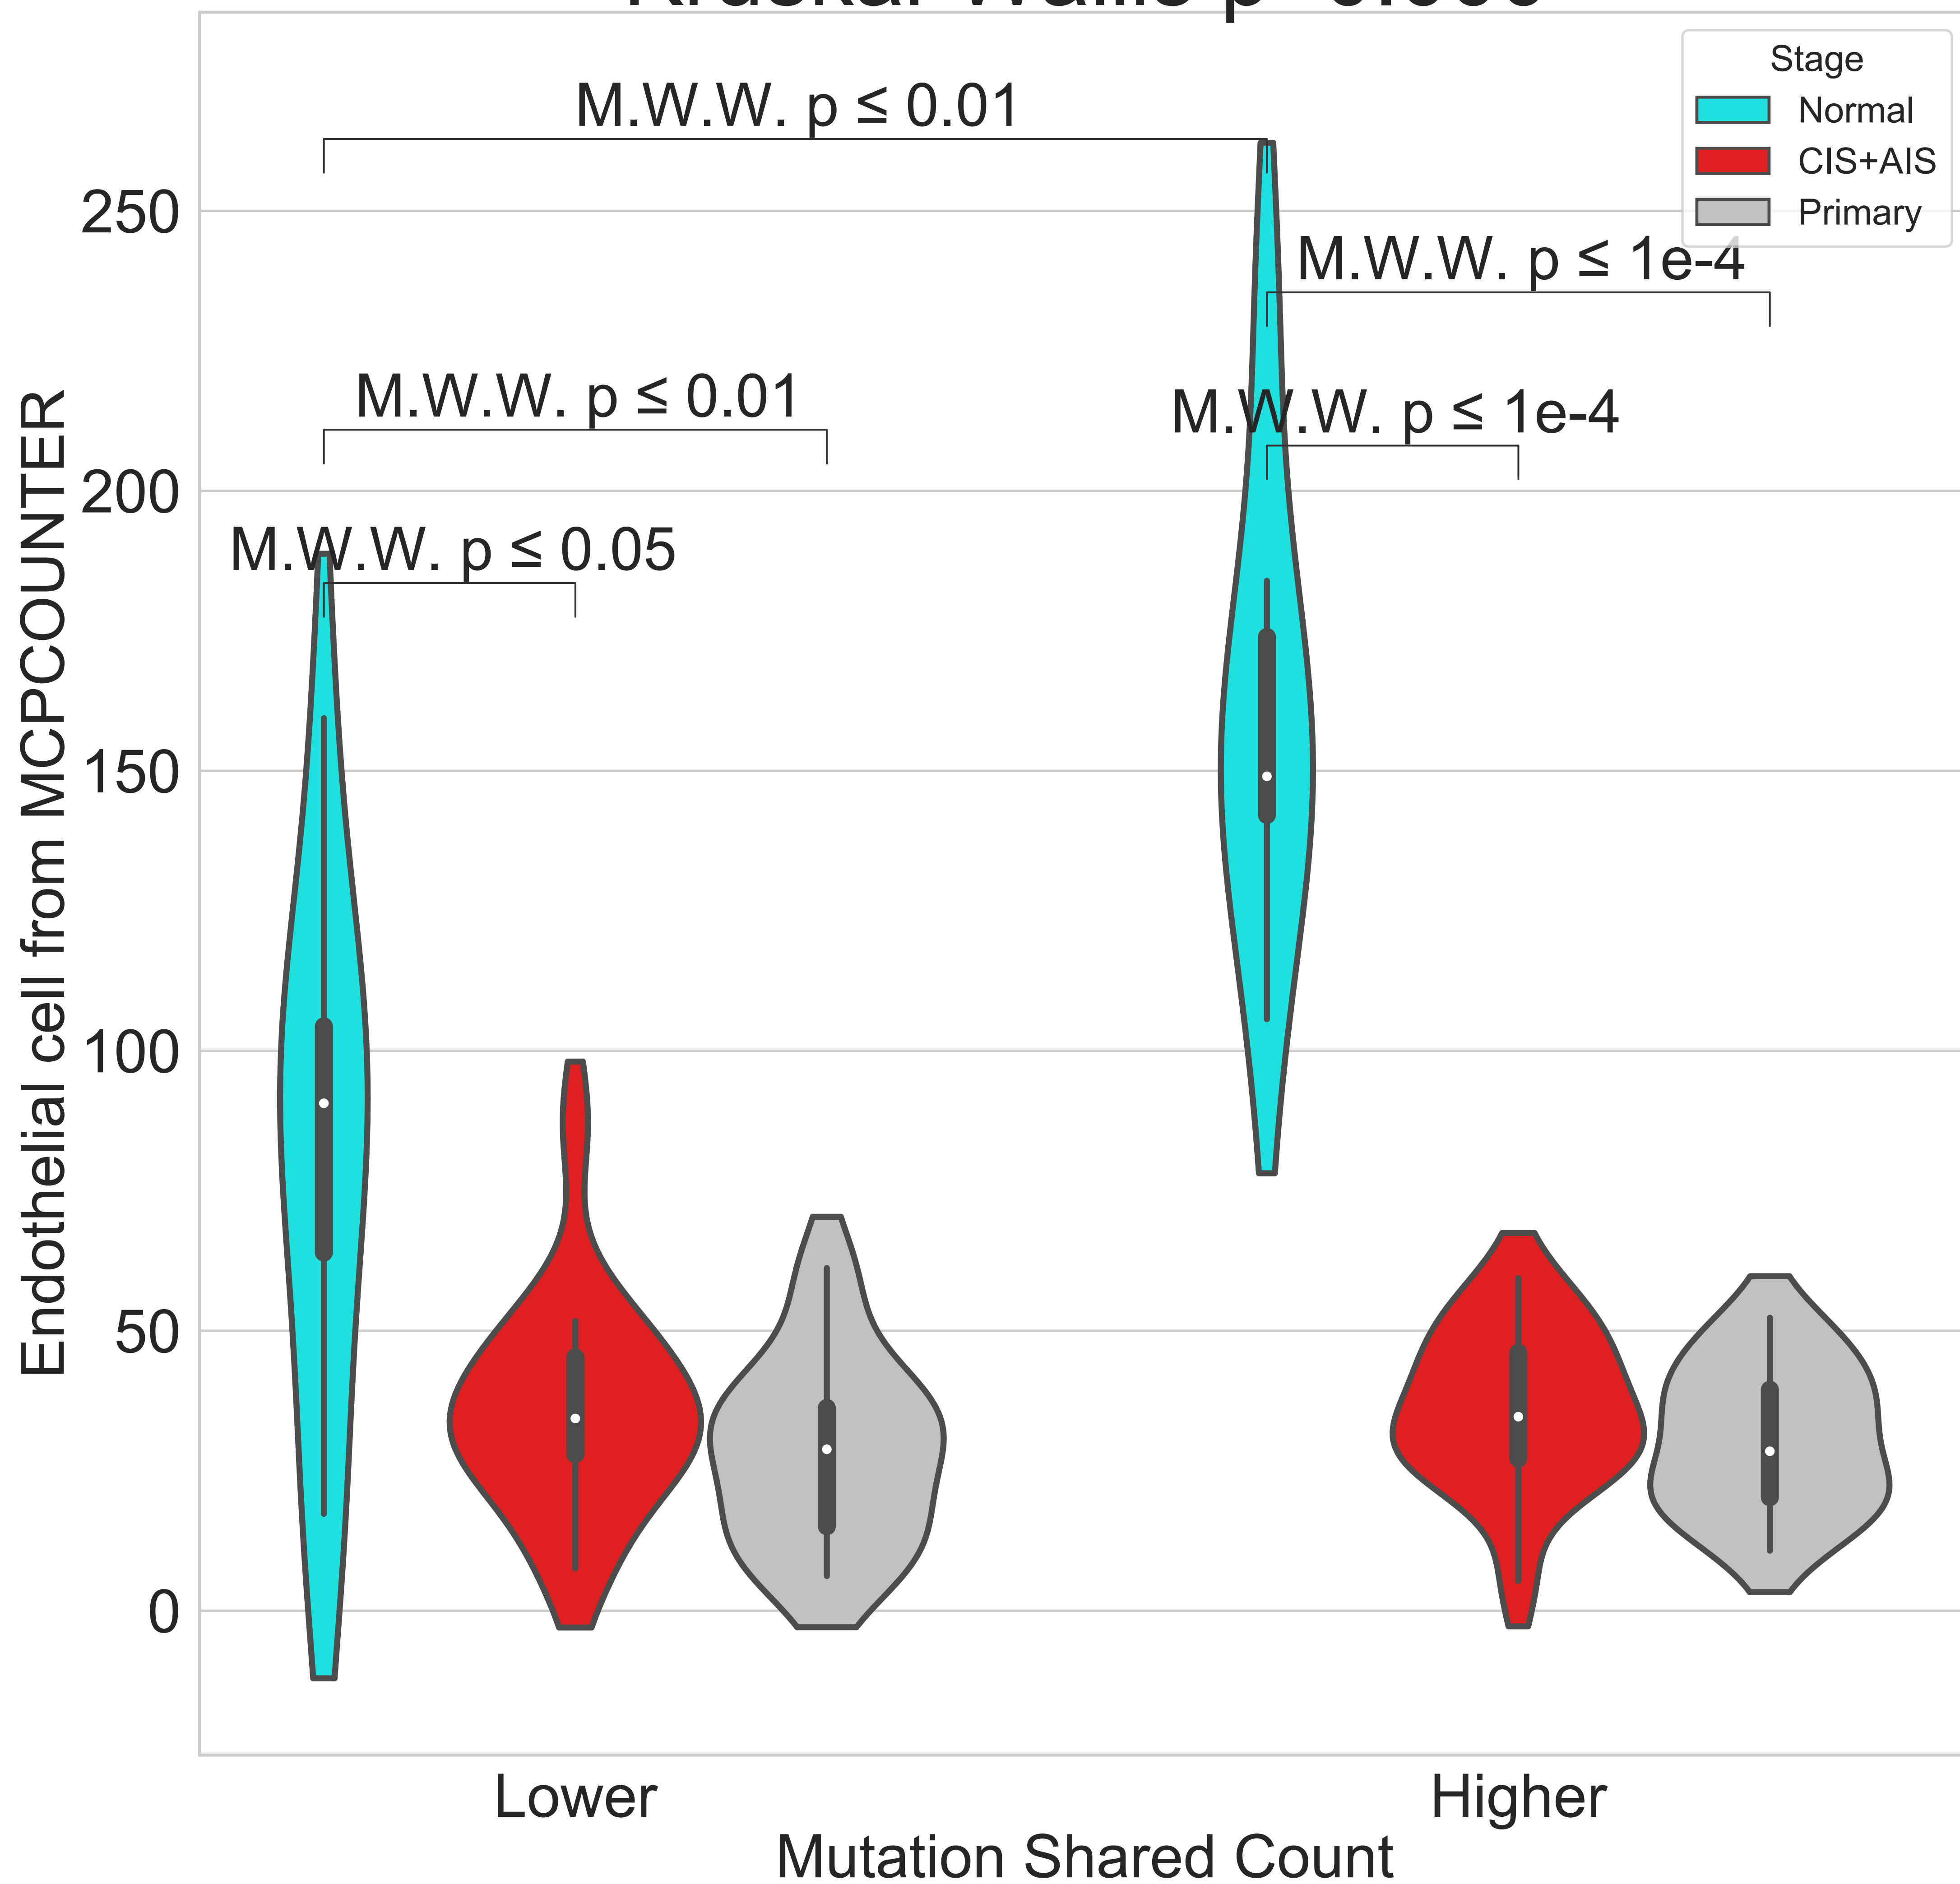 Stage
Normal
CIS+AIS
Primary
M.W.W. p ≤ 0.01
M.W.W. p ≤ 1e-4
M.W.W. p ≤ 0.01
M.W.W. p ≤ 1e-4
M.W.W. p ≤ 0.05
Endothelial cell from MCPCOUNTER
250
200
150
100
50
0
Lower
Higher
Mutation Shared Count